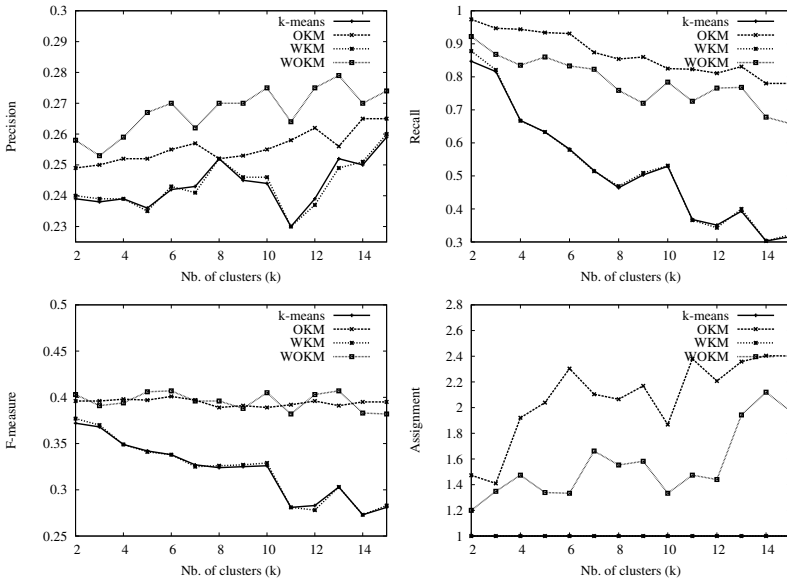 0.3
0.29
0.28
0.27
0.26
0.25
0.24
0.23
Precision
2 4 6 8 10 12 14
Nb. of clusters (k)
k-means
OKM
WKM
WOKM
1
0.9
0.8
0.7
0.6
0.5
0.4
0.3
Recall
2 4 6 8 10 12 14
Nb. of clusters (k)
k-means
OKM
WKM
WOKM
0.5
0.45
0.4
0.35
0.3
0.25
F-measure
2 4 6 8 10 12 14
Nb. of clusters (k)
k-means
OKM
WKM
WOKM
2.8
2.6
2.4
2.2
2
1.8
1.6
1.4
1.2
1
Assignment
2 4 6 8 10 12 14
Nb. of clusters (k)
k-means
OKM
WKM
WOKM